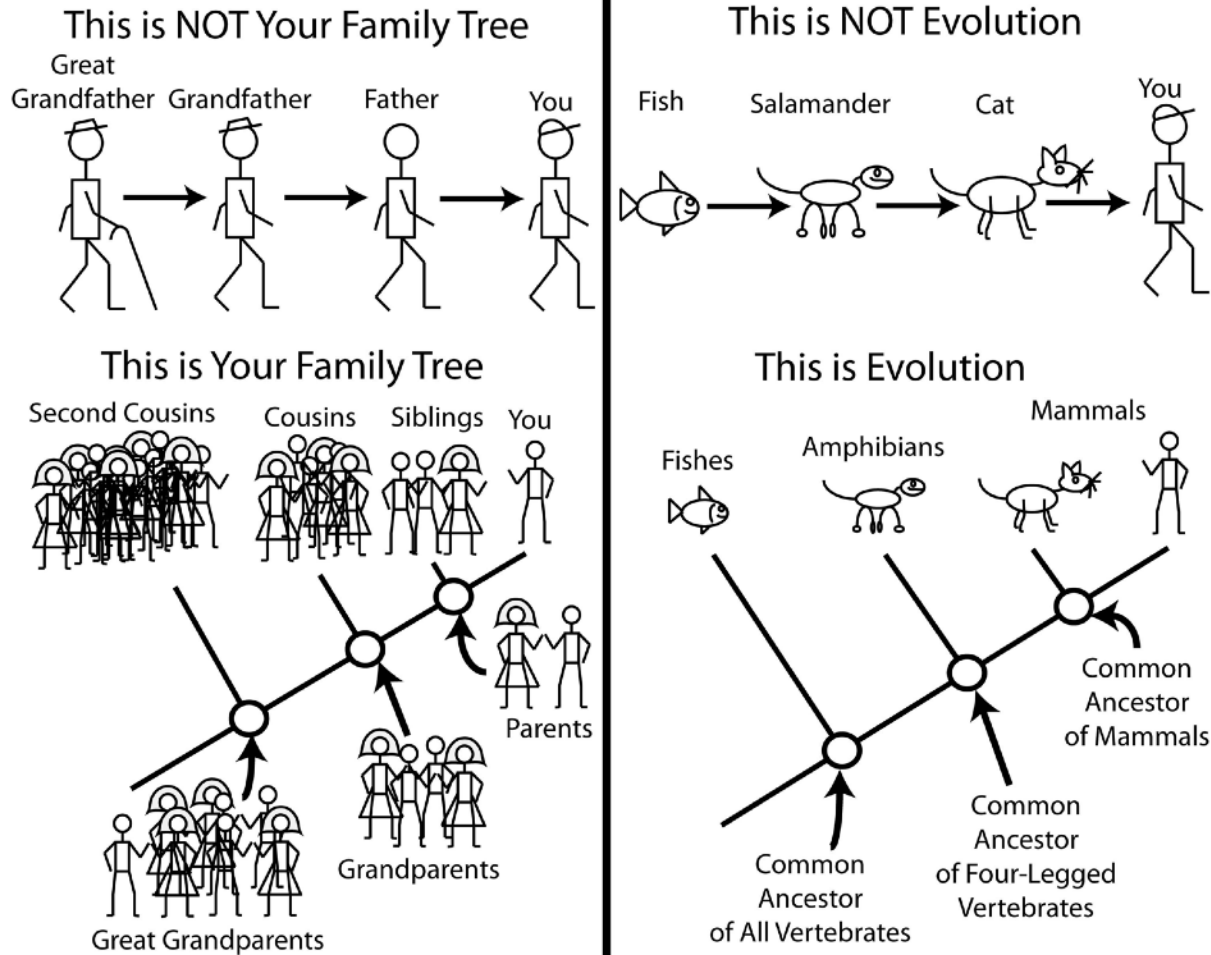 This is NOT Your Family Tree
Great
Grandfather
Grandfather
Father
You
This is Your Family Tree
Second Cousins
Cousins
Siblings
You
Parents
Grandparents
Great Grandparents
This is NOT Evolution
Fish
Salamander
Cat
You
This is Evolution
Fishes
Amphibians
Mammals
Common
Ancestor
of Mammals
Common
Ancestor
of Four-Legged
Vertebrates
Common
Ancestor
of All Vertebrates